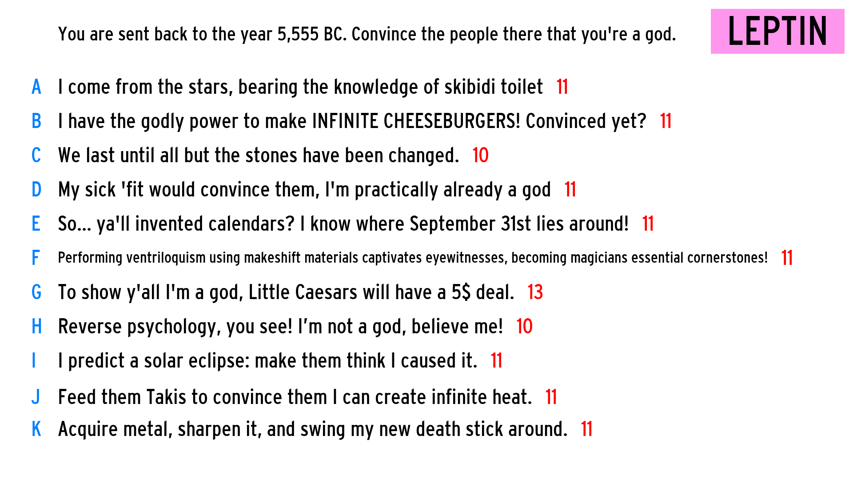 You are sent back to the year 5,555 BC. Convince the people there that you're a god.
LEPTIN
A I come from the stars, bearing the knowledge of skibidi toilet 11
B I have the godly power to make INFINITE CHEESEBURGERS! Convinced yet? 11
C We last until all but the stones have been changed. 10
D My sick 'fit would convince them, I'm practically already a god 11
E So... ya'll invented calendars? I know where September 31st lies around! 11
F Performing ventriloquism using makeshift materials captivates eyewitnesses, becoming magicians essential cornerstones! 11
G To show y'all I'm a god, Little Caesars will have a 5$ deal. 13
H Reverse psychology, you see! I’m not a god, believe me! 10
I I predict a solar eclipse: make them think I caused it. 11
J Feed them Takis to convince them I can create infinite heat. 11
K Acquire metal, sharpen it, and swing my new death stick around. 11